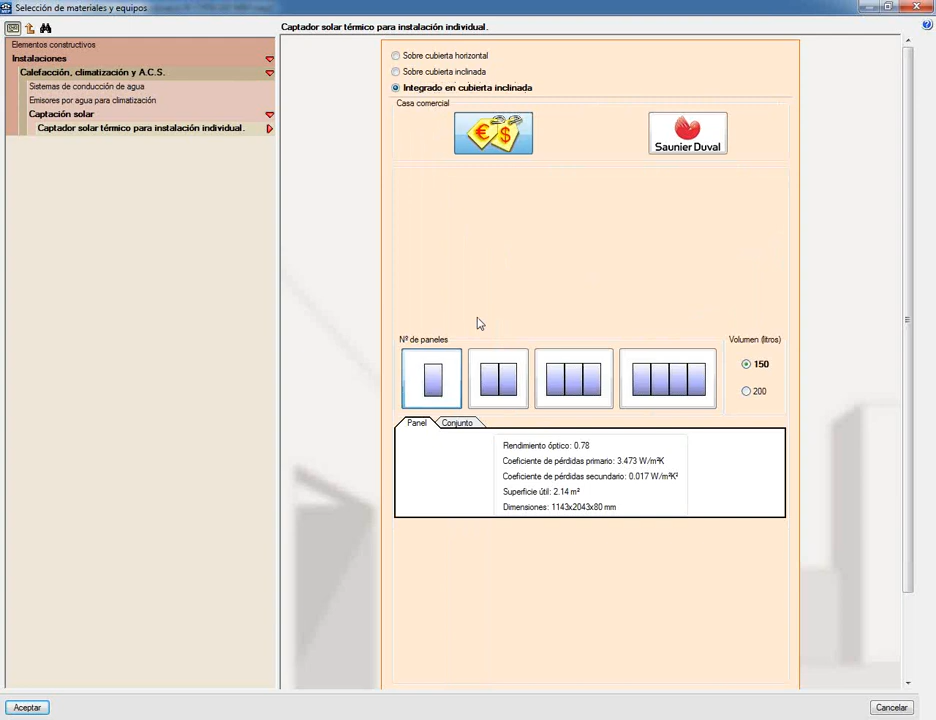 Selección de materiales y equipos
Captador solar térmico para instalación individual.
Elementos constructivos
Instalaciones
Calefacción, climatización y A.C.S.
Sistemas de conducción de agua
Emisores por agua para climatización
Captación solar
Captador solar térmico para instalación individual.
Sobre cubierta horizontal
Sobre cubierta inclinada
Integrado en cubierta inclinada
Casa comercial
€ $
Saunier Duval
Nº de paneles
Volumen (litros)
150
200
Panel
Conjunto
Rendimiento óptico: 0.78
Coeficiente de pérdidas primario: 3.473 W/m²K
Coeficiente de pérdidas secundario: 0.017 W/m²K²
Superficie útil: 2.14 m²
Dimensiones: 1143x2043x80 mm
Aceptar
Cancelar